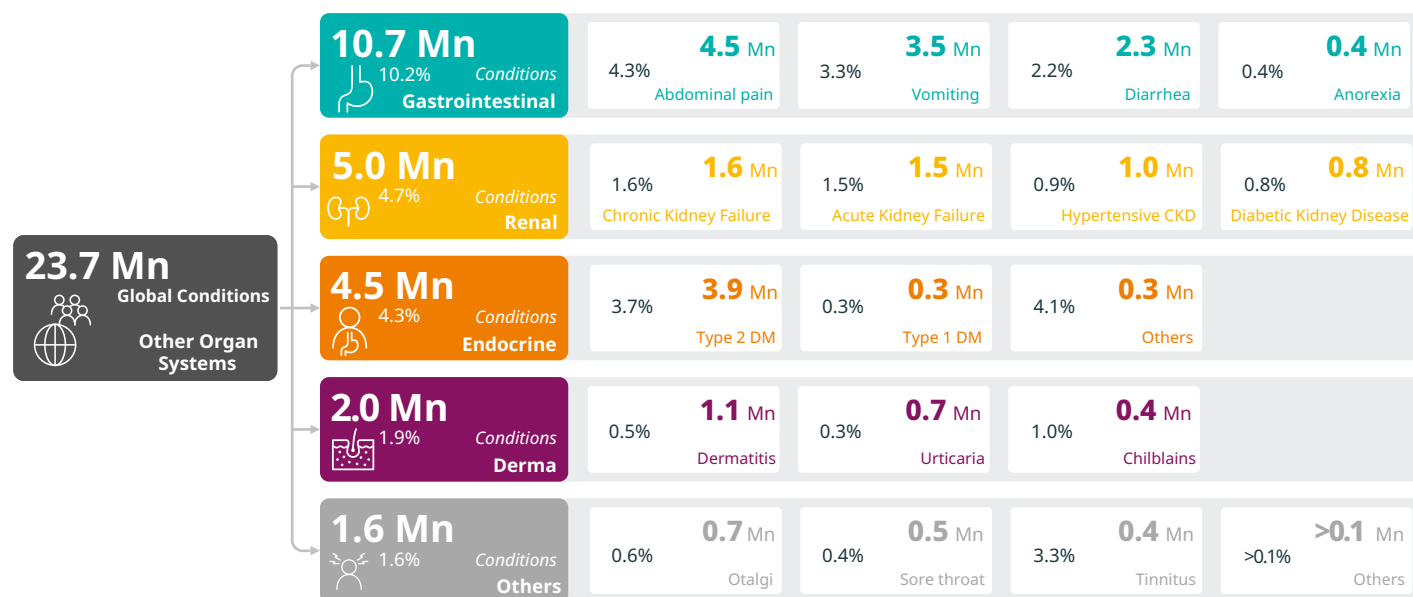 23.7 Mn
Global Conditions
Other Organ
Systems
10.7 Mn
10.2%
Conditions
Gastrointestinal
4.5 Mn
4.3%
Abdominal pain
3.5 Mn
3.3%
Vomiting
2.3 Mn
2.2%
Diarrhea
0.4 Mn
0.4%
Anorexia
5.0 Mn
4.7%
Conditions
Renal
1.6 Mn
1.6%
Chronic Kidney Failure
1.5 Mn
1.5%
Acute Kidney Failure
1.0 Mn
0.9%
Hypertensive CKD
0.8 Mn
0.8%
Diabetic Kidney Disease
4.5 Mn
4.3%
Conditions
Endocrine
3.9 Mn
3.7%
Type 2 DM
0.3 Mn
0.3%
Type 1 DM
0.3 Mn
4.1%
Others
2.0 Mn
1.9%
Conditions
Derma
1.1 Mn
0.5%
Dermatitis
0.7 Mn
0.3%
Urticaria
0.4 Mn
1.0%
Chilblains
1.6 Mn
1.6%
Conditions
Others
0.7 Mn
0.6%
Otalgi
0.5 Mn
0.4%
Sore throat
0.4 Mn
3.3%
Tinnitus
>0.1 Mn
>0.1%
Others